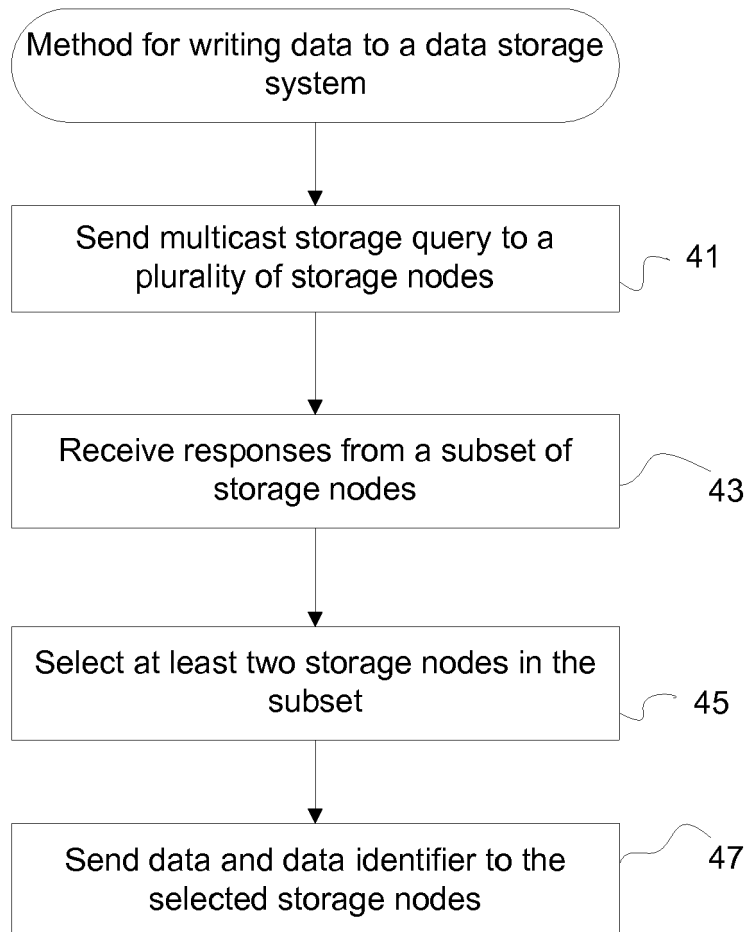 Method for writing data to a data storage
system
Send multicast storage query to a
plurality of storage nodes
41
Receive responses from a subset of
storage nodes
43
Select at least two storage nodes in the
subset
45
Send data and data identifier to the
selected storage nodes
47